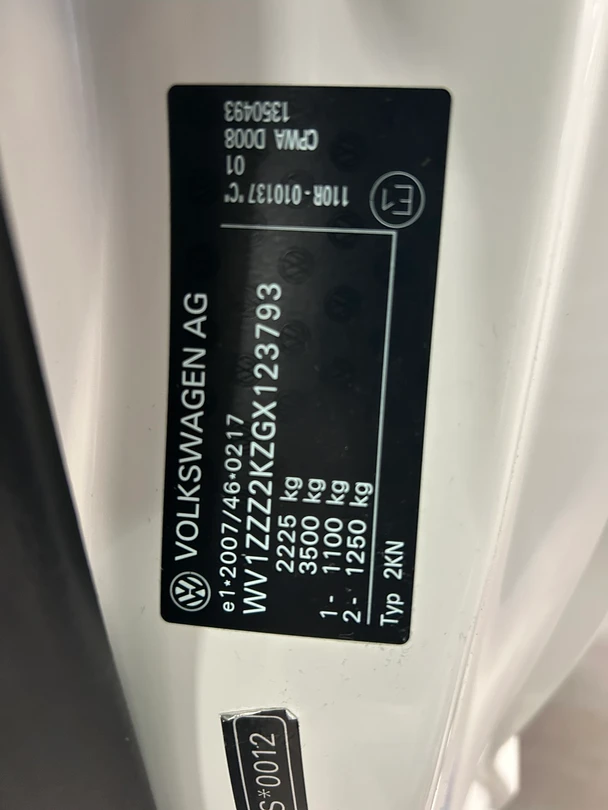 VOLKSWAGEN AG
e1*2007/46*0217
WV1ZZZ2KZGX123793
2225 kg
3500 kg
1- 1100 kg
2- 1250 kg
Typ 2KN
E1
110R-010137 "C"
01
CPWA D008
1350493
S*0012